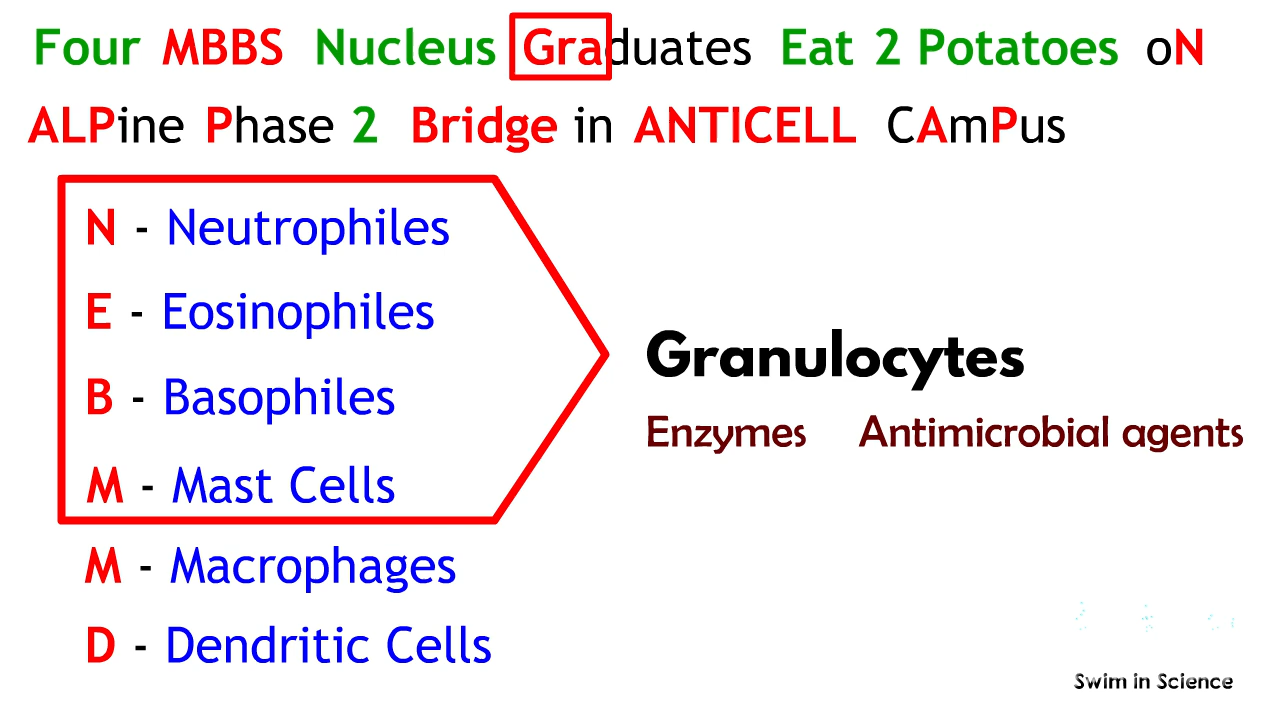 Four MBBS Nucleus Graduates Eat 2 Potatoes oN
ALPine Phase 2 Bridge in ANTICELL CAmPus
N - Neutrophiles
E - Eosinophiles
B - Basophiles
M - Mast Cells
M - Macrophages
D - Dendritic Cells
Granulocytes
Enzymes Antimicrobial agents
Swim in Science